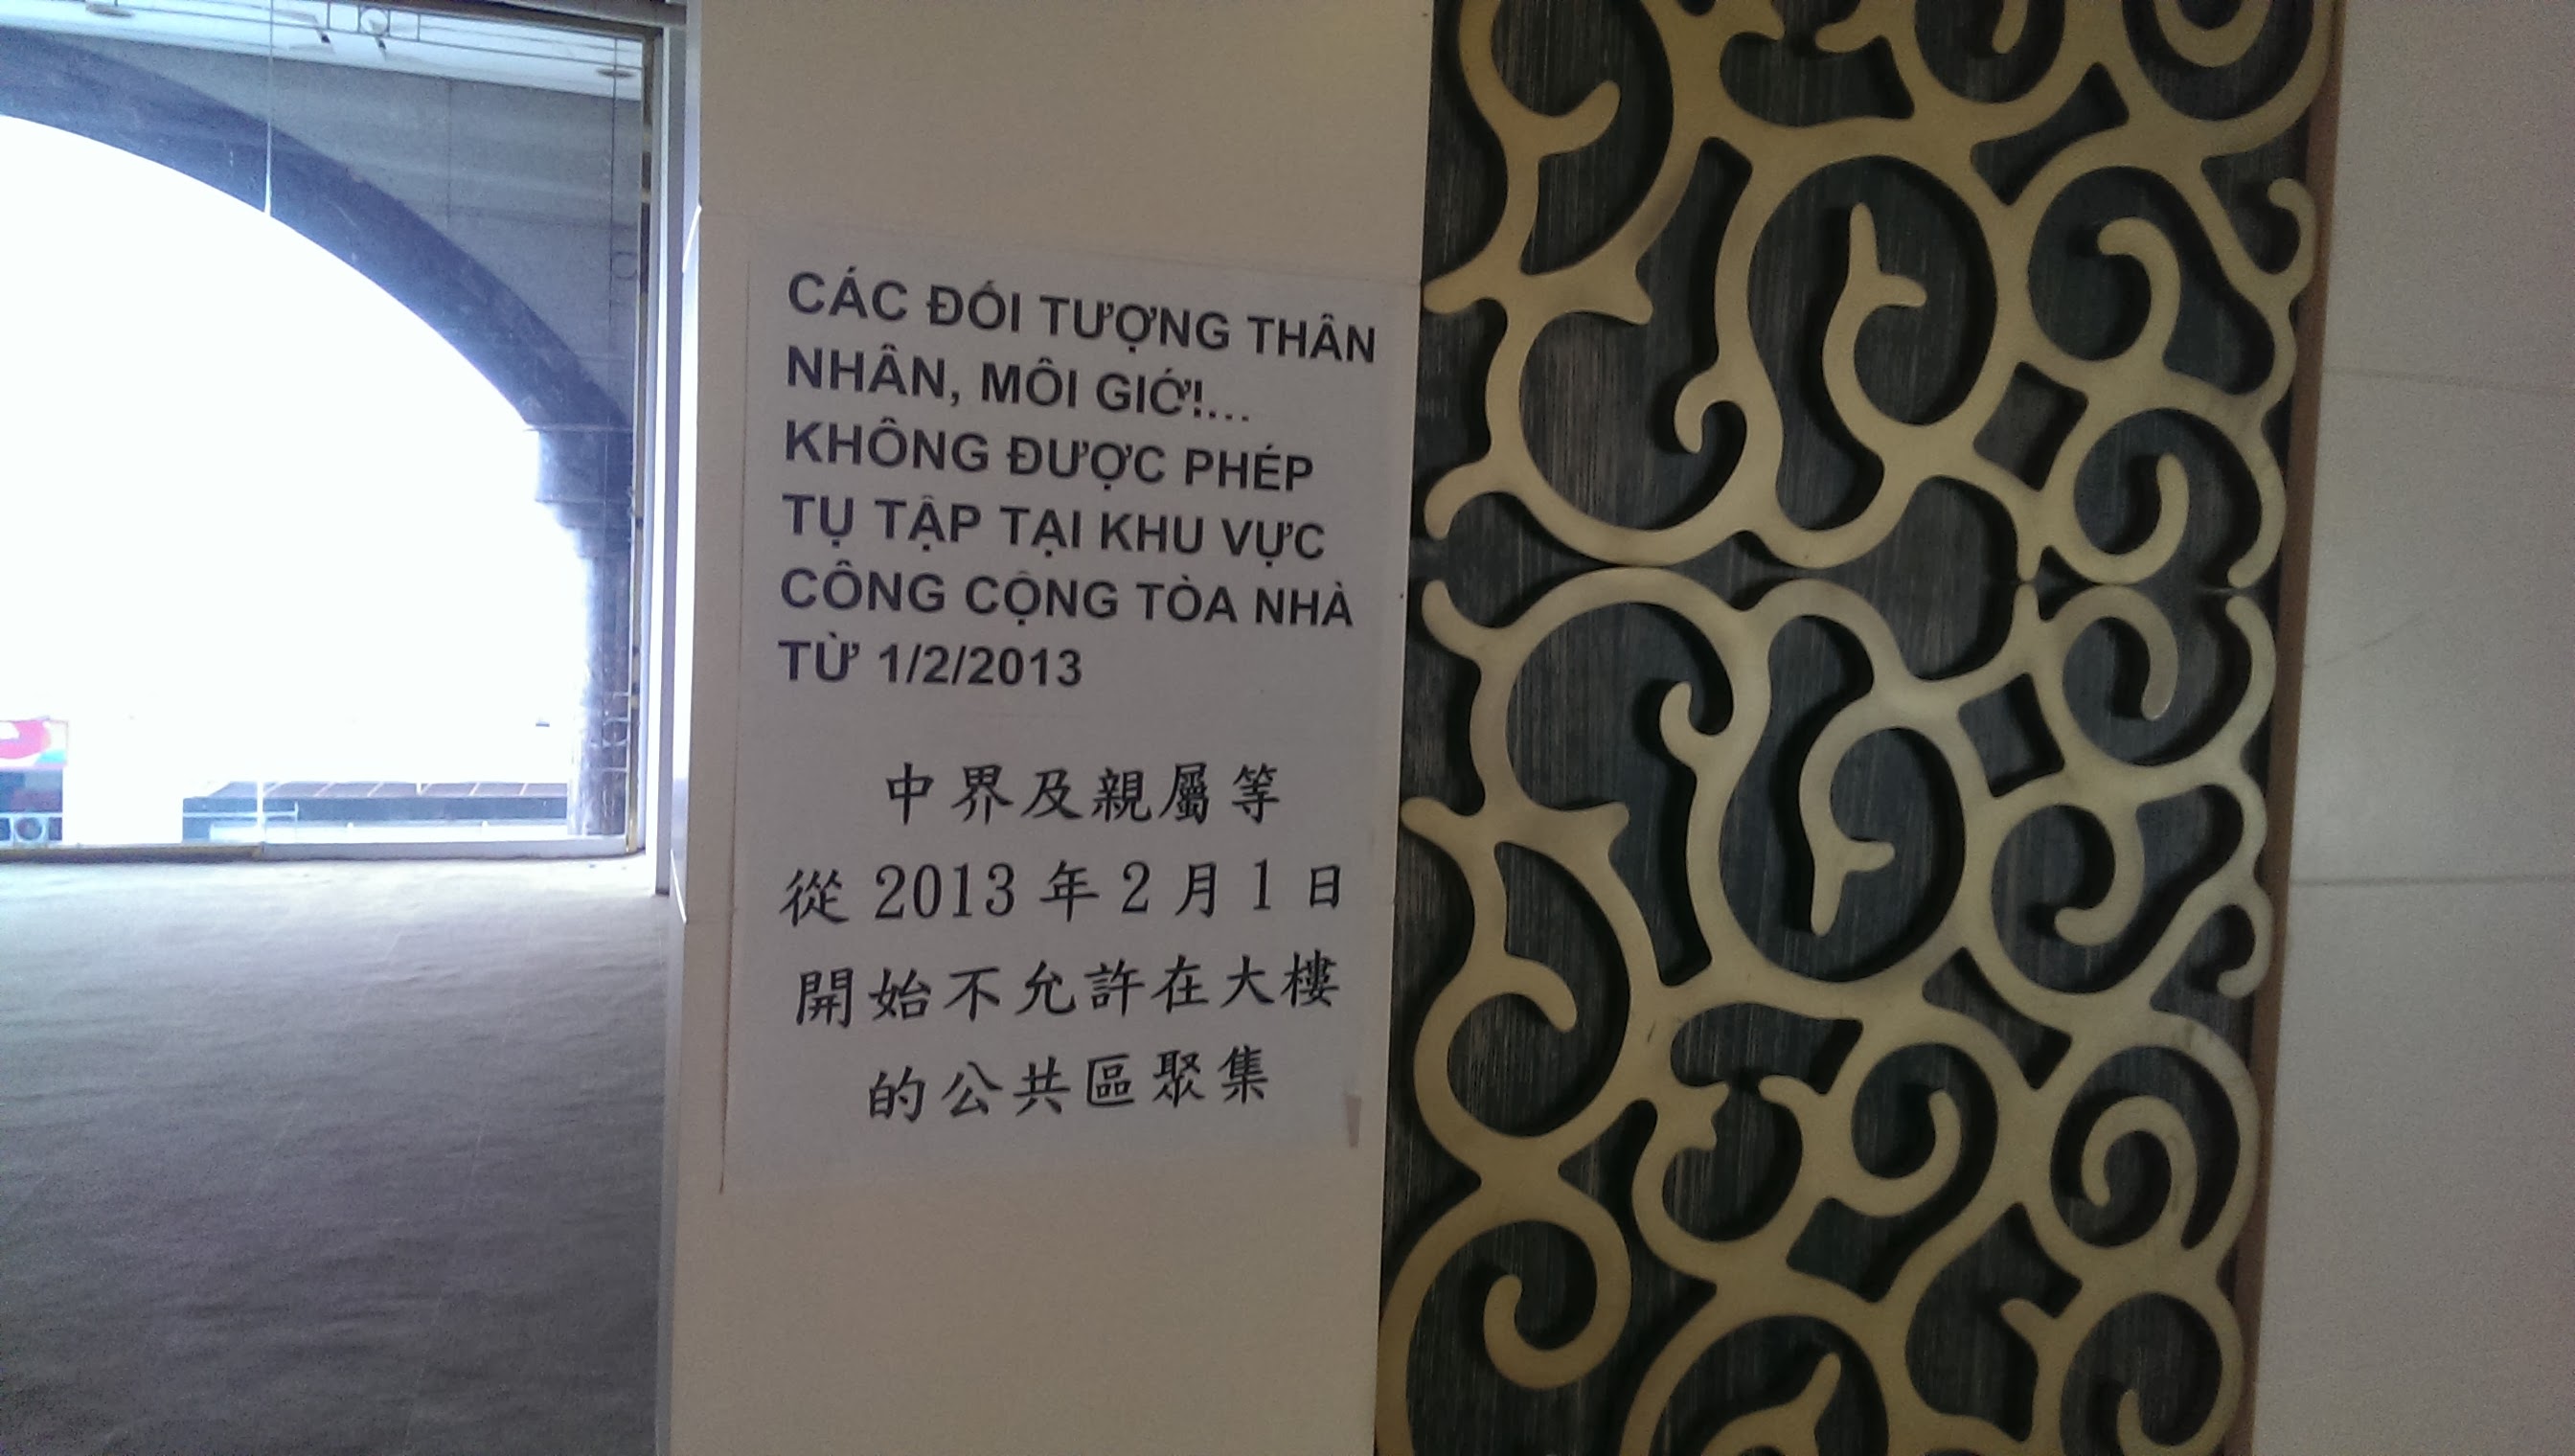 CÁC ĐỐI TƯỢNG THÂN
NHÂN, MÔI GIỚ!...
KHÔNG ĐƯỢC PHÉP
TỤ TẬP TẠI KHU VỰC
CÔNG CỘNG TÒA NHÀ
TỪ 1/2/2013
中界及親屬等
從 2013 年 2 月 1 日
開始不允許在大樓
的公共區聚集